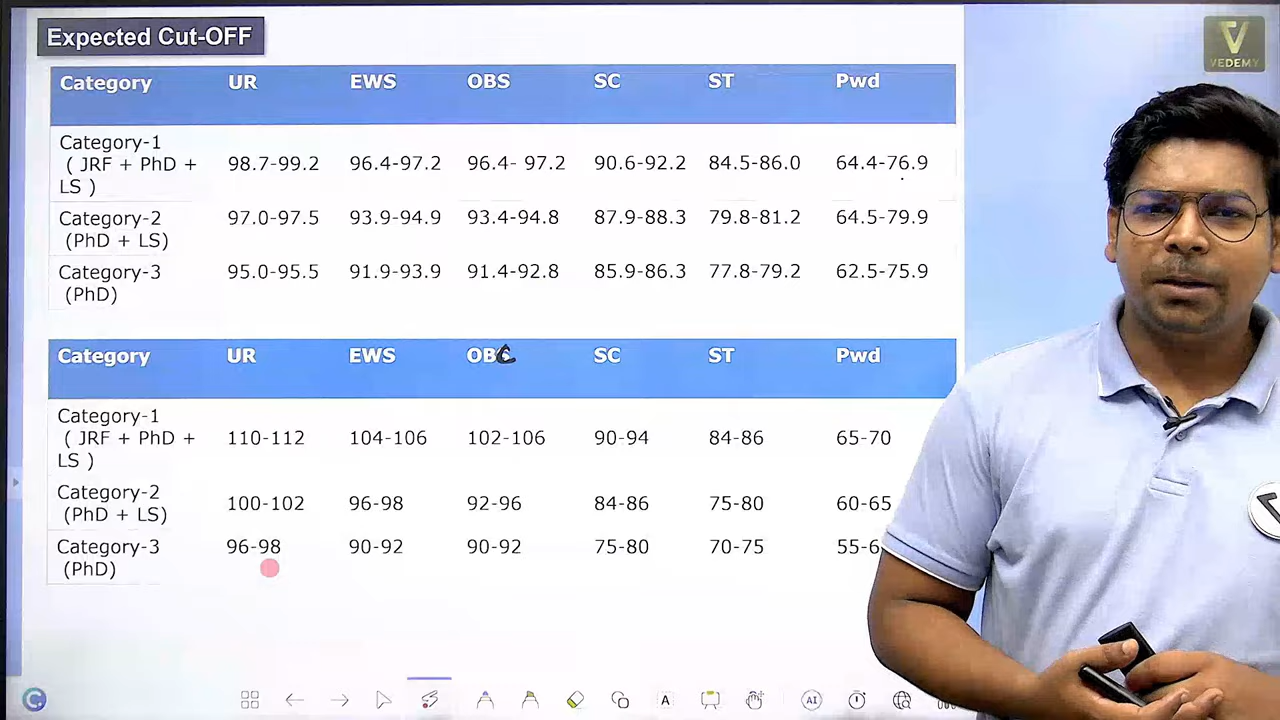 Expected Cut-OFF
VEDEMY
Category UR EWS OBS SC ST Pwd
Category-1
( JRF + PhD +
LS ) 98.7-99.2 96.4-97.2 96.4- 97.2 90.6-92.2 84.5-86.0 64.4-76.9
Category-2
(PhD + LS) 97.0-97.5 93.9-94.9 93.4-94.8 87.9-88.3 79.8-81.2 64.5-79.9
Category-3
(PhD) 95.0-95.5 91.9-93.9 91.4-92.8 85.9-86.3 77.8-79.2 62.5-75.9
Category UR EWS OBC SC ST Pwd
Category-1
( JRF + PhD +
LS ) 110-112 104-106 102-106 90-94 84-86 65-70
Category-2
(PhD + LS) 100-102 96-98 92-96 84-86 75-80 60-65
Category-3
(PhD) 96-98 90-92 90-92 75-80 70-75 55-6
A AI